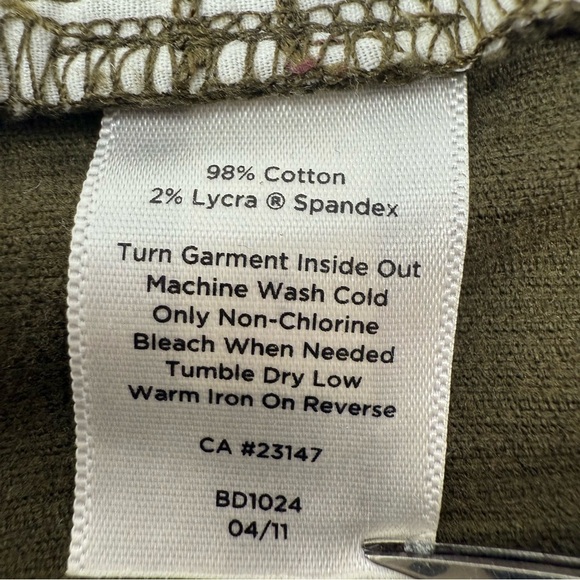 98% Cotton
2% Lycra ® Spandex
Turn Garment Inside Out
Machine Wash Cold
Only Non-Chlorine
Bleach When Needed
Tumble Dry Low
Warm Iron On Reverse
CA #23147
BD1024
04/11